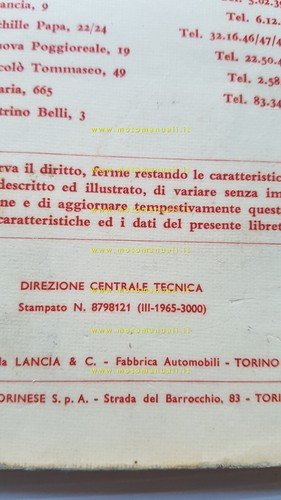 ancia, 9
Tel. 5.02.39
chille Papa, 22/24
Tel. 6.12.
uova Poggioreale, 19
Tel. 32.16.46/47/4
colò Tommaseo, 49
Tel. 22.50.4
aria, 665
Tel. 2.58.
trino Belli, 3
Tel. 83.34
www.motomanuali.it
rva il diritto, ferme restando le caratteristic
descritto ed illustrato, di variare senza im
ne e di aggiornare tempestivamente quest
caratteristiche ed i dati del presente libret
www.motomanuali.it
DIREZIONE CENTRALE TECNICA
Stampato N. 8798121 (III-1965-3000)
www.motomanuali.it
la LANCIA & C. - Fabbrica Automobili - TORINO
ORINESE S.p.A. - Strada del Barrocchio, 83 - TORI